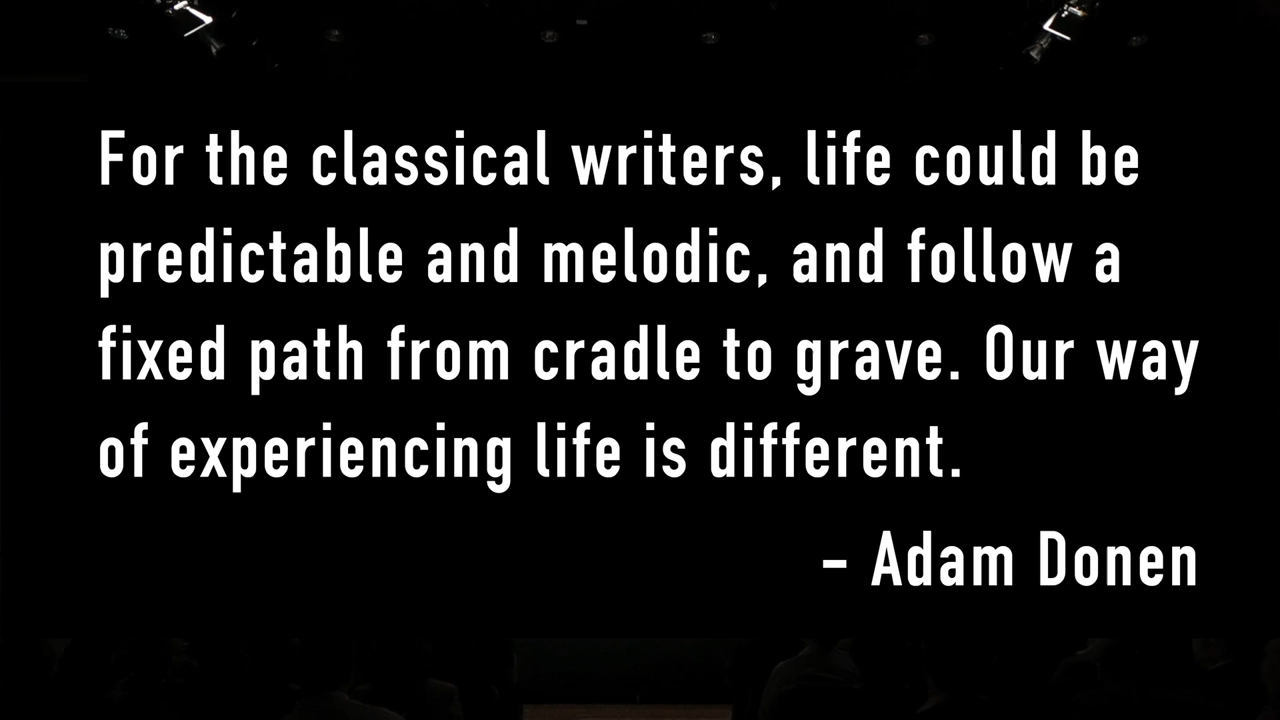 For the classical writers, life could be
predictable and melodic, and follow a
fixed path from cradle to grave. Our way
of experiencing life is different.
- Adam Donen